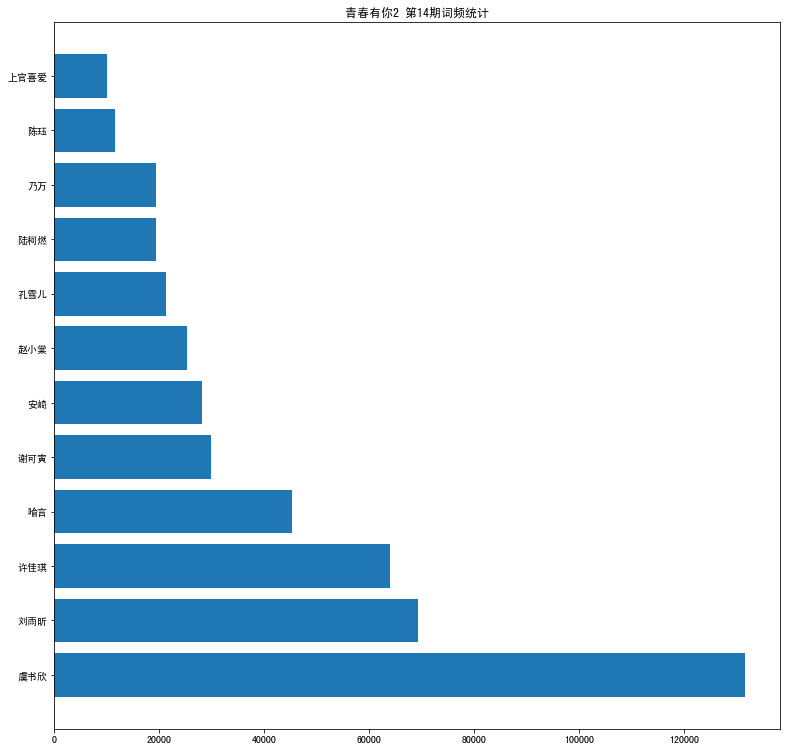 青春有你2 第14期词频统计
上官喜爱
陈珏
乃万
陆柯燃
孔雪儿
赵小棠
安崎
谢可寅
喻言
许佳琪
刘雨昕
虞书欣
0 20000 40000 60000 80000 100000 120000